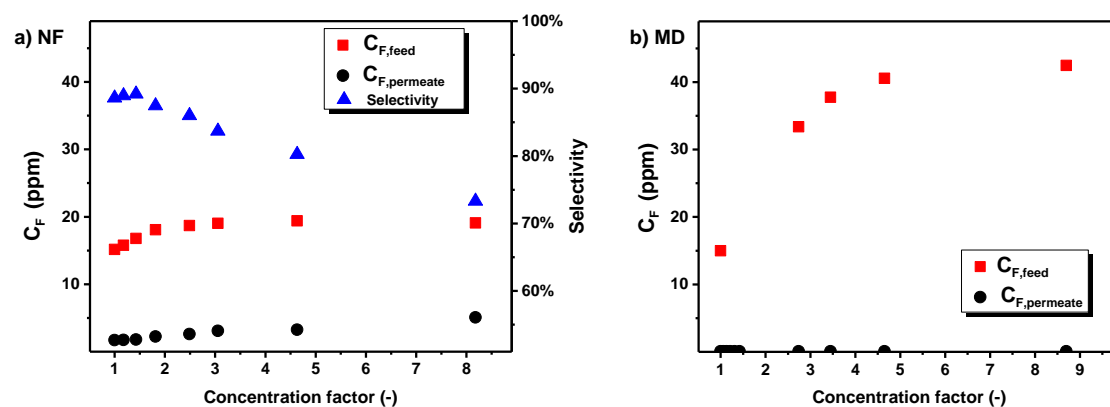 a) NF
C_F,feed
C_F,permeate
Selectivity
40
30
20
10
C_F (ppm)
100%
90%
80%
70%
60%
Selectivity
1 2 3 4 5 6 7 8
Concentration factor (-)
b) MD
40
30
20
10
C_F (ppm)
C_F,feed
C_F,permeate
1 2 3 4 5 6 7 8 9
Concentration factor (-)